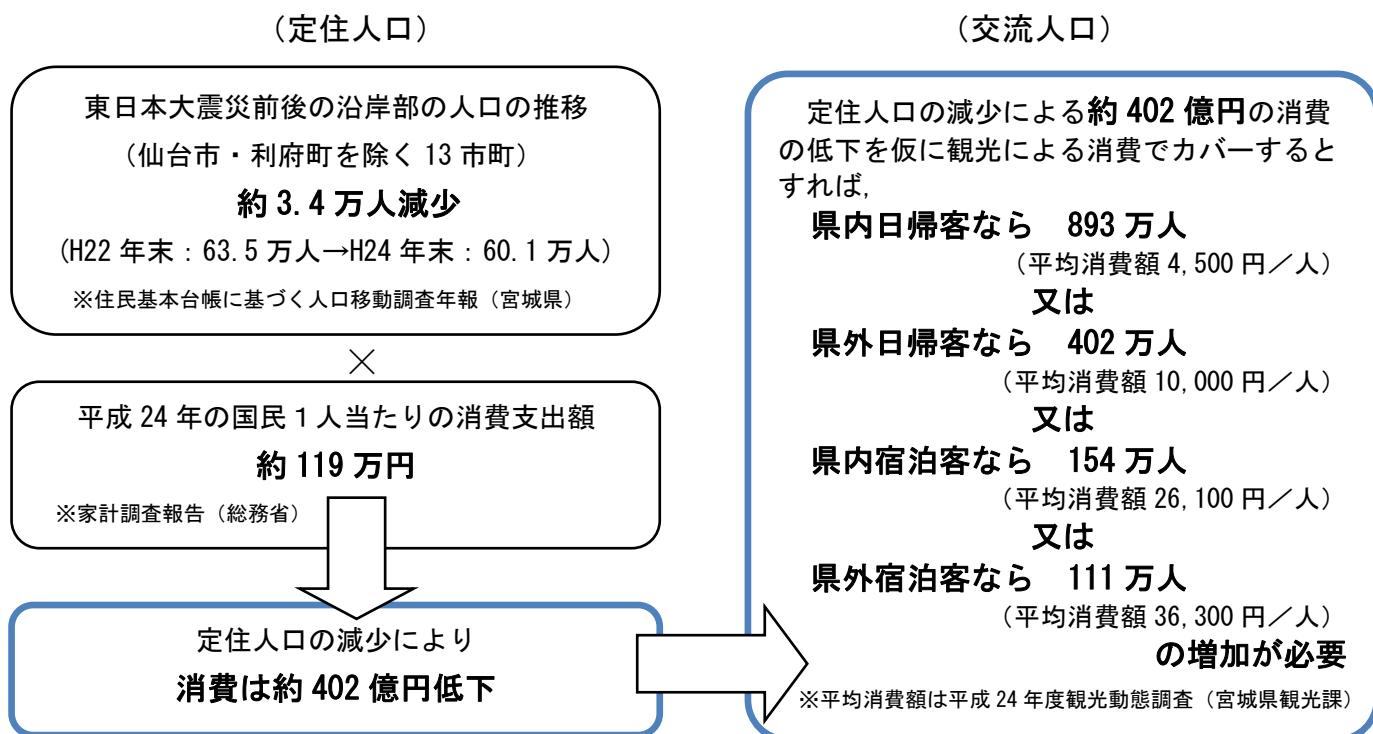 (定住人口)
東日本大震災前後の沿岸部の人口の推移
(仙台市・利府町を除く 13 市町)
約 3.4 万人減少
(H22 年末:63.5 万人→H24 年末:60.1 万人)
※住民基本台帳に基づく人口移動調査年報(宮城県)
×
平成 24 年の国民1人当たりの消費支出額
約 119 万円
※家計調査報告(総務省)
定住人口の減少により
消費は約 402 億円低下
(交流人口)
定住人口の減少による約 402 億円の消費
の低下を仮に観光による消費でカバーすると
すれば,
県内日帰客なら 893 万人
(平均消費額 4,500 円/人)
又は
県外日帰客なら 402 万人
(平均消費額 10,000 円/人)
又は
県内宿泊客なら 154 万人
(平均消費額 26,100 円/人)
又は
県外宿泊客なら 111 万人
(平均消費額 36,300 円/人)
の増加が必要
※平均消費額は平成 24 年度観光動態調査(宮城県観光課)